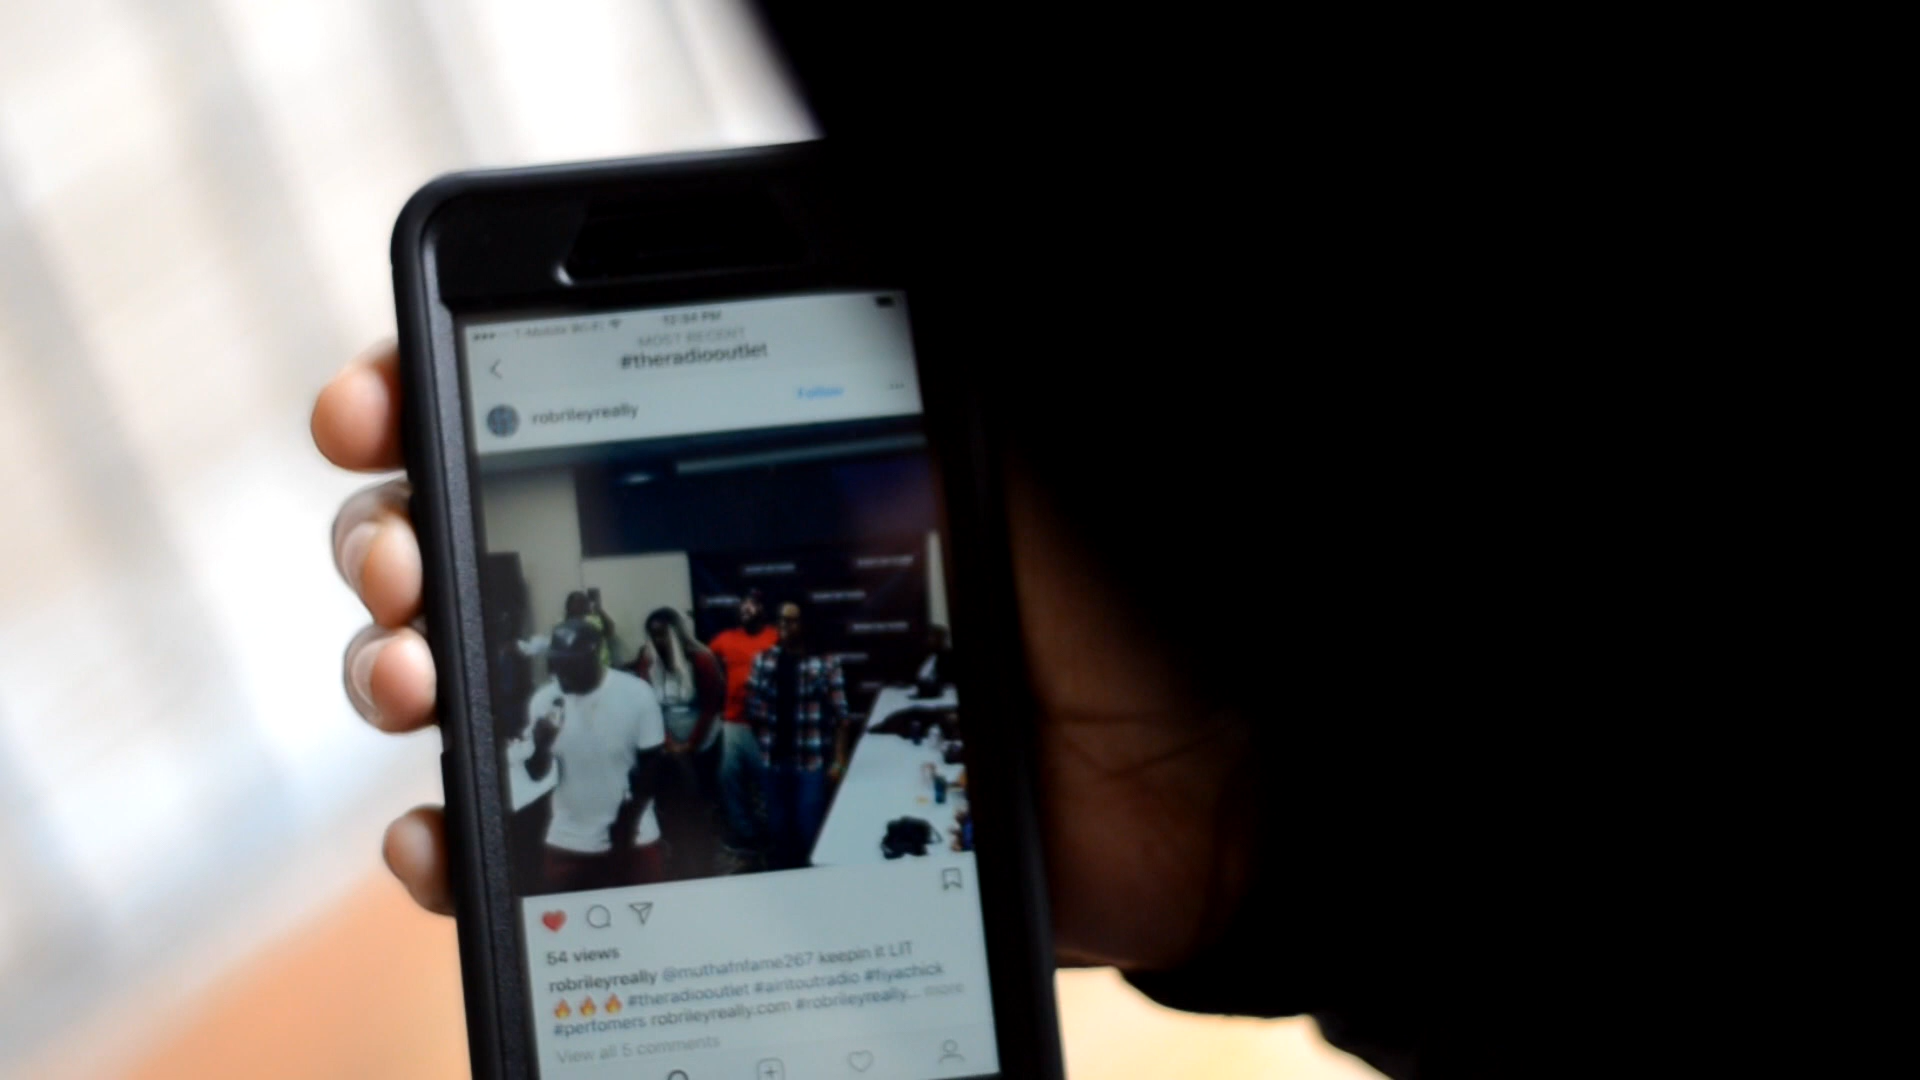 T-Mobile Wi-Fi 12:54 PM
MOST RECENT
#theradiooutlet
robrileyreally Follow
54 views
robrileyreally @muthafnfame267 keepin it LIT
🔥🔥🔥 #theradiooutlet #aintoutradio #fiyachick
#perfomers robrileyreally.com #robrileyreally... more
View all 5 comments